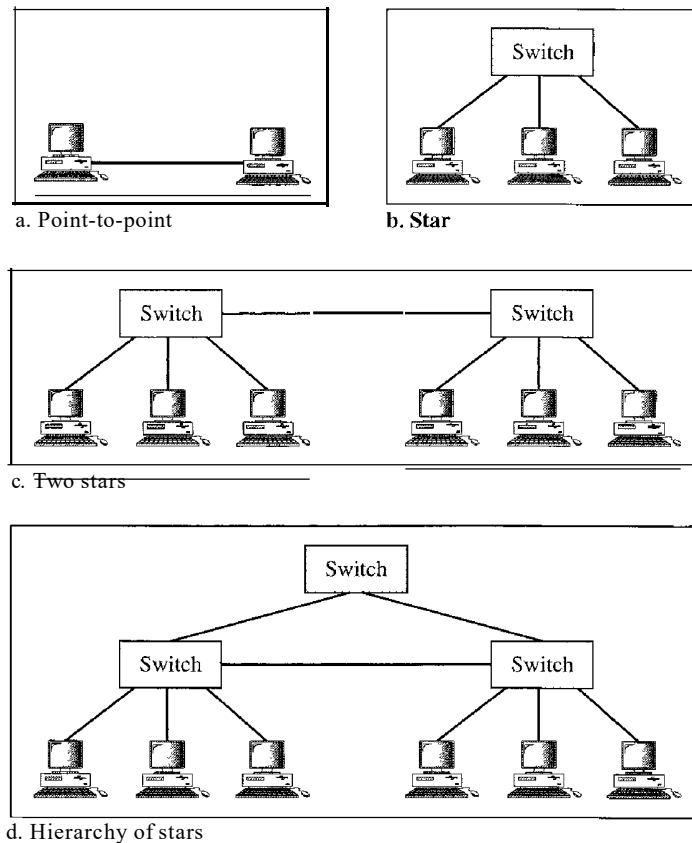 Switch
a. Point-to-point
b. Star
Switch
Switch
c. Two stars
Switch
Switch
Switch
d. Hierarchy of stars